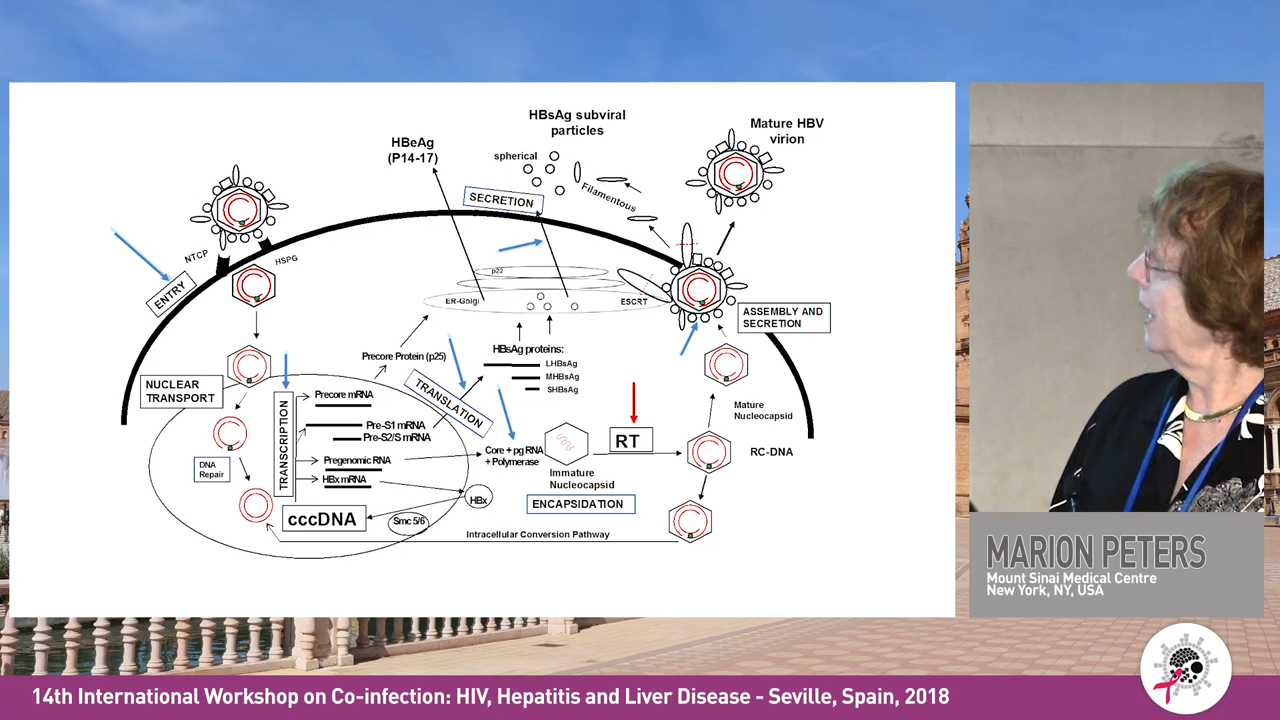 HBeAg
(P14-17)
HBsAg subviral
particles
spherical
Filamentous
Mature HBV
virion
SECRETION
NTCP
HSPG
ENTRY
p22
ER-Golgi
ESCRT
ASSEMBLY AND
SECRETION
Precore Protein (p25)
HBsAg proteins:
LHBsAg
MHBsAg
SHBsAg
NUCLEAR
TRANSPORT
TRANSCRIPTION
Precore mRNA
TRANSLATION
Pre-S1 mRNA
Pre-S2/S mRNA
Pregenomic RNA
HBx mRNA
DNA
Repair
cccDNA
HBx
Smc 5/6
Core + pg RNA
+ Polymerase
Immature
Nucleocapsid
ENCAPSIDATION
RT
Mature
Nucleocapsid
RC-DNA
Intracellular Conversion Pathway
MARION PETERS
Mount Sinai Medical Centre
New York, NY, USA
14th International Workshop on Co-infection: HIV, Hepatitis and Liver Disease - Seville, Spain, 2018